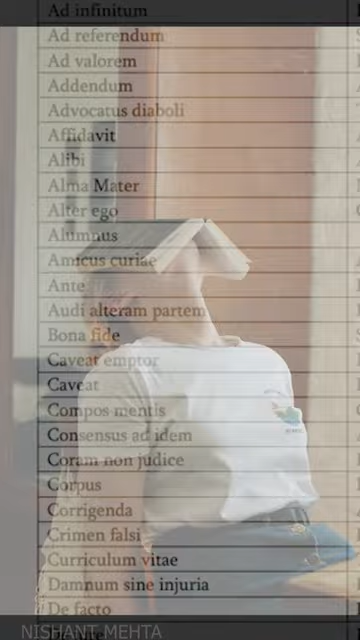 Ad infinitum
Ad referendum
Ad valorem
Addendum
Advocatus diaboli
Affidavit
Alibi
Alma Mater
Alter ego
Alumnus
Amicus curiae
Ante
Audi alteram partem
Bona fide
Caveat emptor
Caveat
Compos mentis
Consensus ad idem
Coram non judice
Corpus
Corrigenda
Crimen falsi
Curriculum vitae
Damnum sine injuria
De facto
NISHANT MEHTA